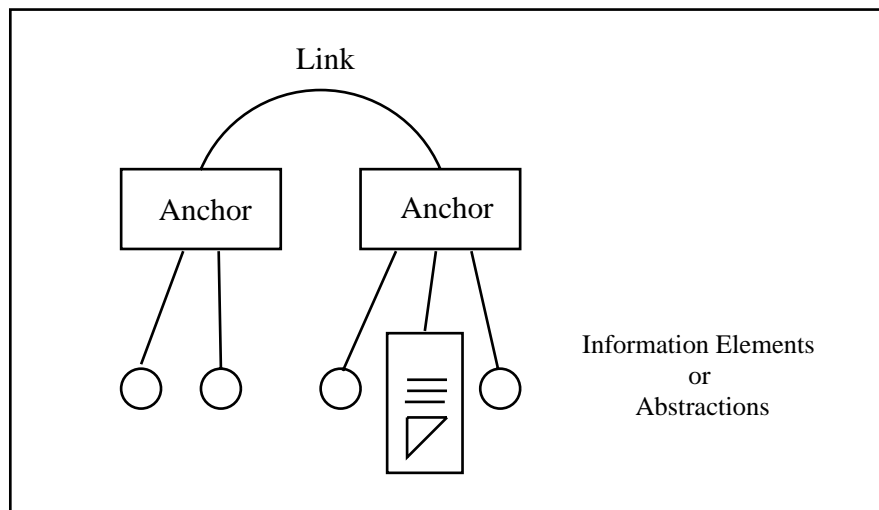 Link
Anchor
Anchor
Information Elements
or
Abstractions